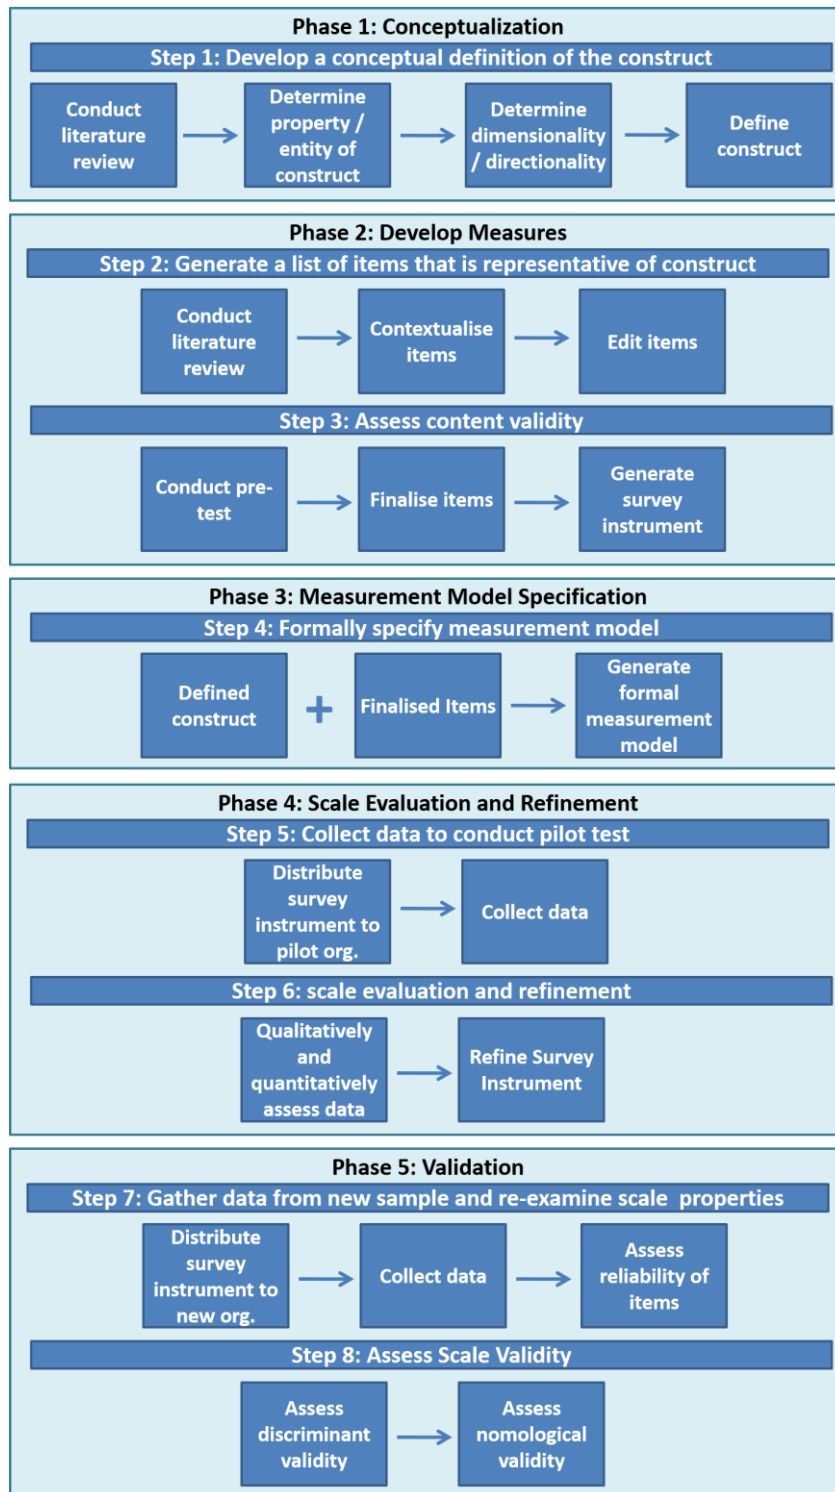 Phase 1: Conceptualization
Step 1: Develop a conceptual definition of the construct
Conduct
literature
review
Determine
property /
entity of
construct
Determine
dimensionality
/ directionality
Define
construct
Phase 2: Develop Measures
Step 2: Generate a list of items that is representative of construct
Conduct
literature
review
Contextualise
items
Edit items
Step 3: Assess content validity
Conduct pre-
test
Finalise items
Generate
survey
instrument
Phase 3: Measurement Model Specification
Step 4: Formally specify measurement model
Defined
construct
+
Finalised Items
Generate
formal
measurement
model
Phase 4: Scale Evaluation and Refinement
Step 5: Collect data to conduct pilot test
Distribute
survey
instrument to
pilot org.
Collect data
Step 6: scale evaluation and refinement
Qualitatively
and
quantitatively
assess data
Refine Survey
Instrument
Phase 5: Validation
Step 7: Gather data from new sample and re-examine scale properties
Distribute
survey
instrument to
new org.
Collect data
Assess
reliability of
items
Step 8: Assess Scale Validity
Assess
discriminant
validity
Assess
nomological
validity